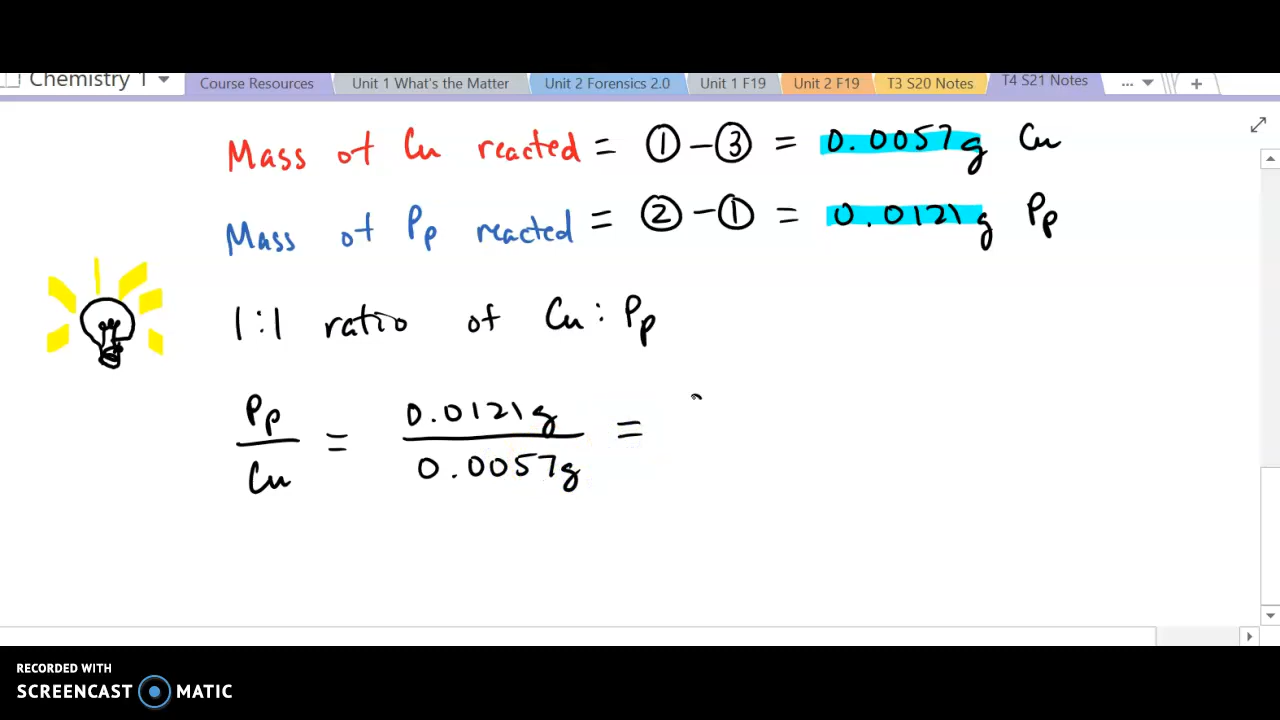 Chemistry 1 Course Resources Unit 1 What's the Matter Unit 2 Forensics 2.0 Unit 1 F19 Unit 2 F19 T3 S20 Notes T4 S21 Notes ... +
Mass of Cu reacted = ① - ③ = 0.0057g Cu
Mass of Pp reacted = ② - ① = 0.0121g Pp
1:1 ratio of Cu : Pp
Pp / Cu = 0.0121g / 0.0057g =
RECORDED WITH
SCREENCAST MATIC